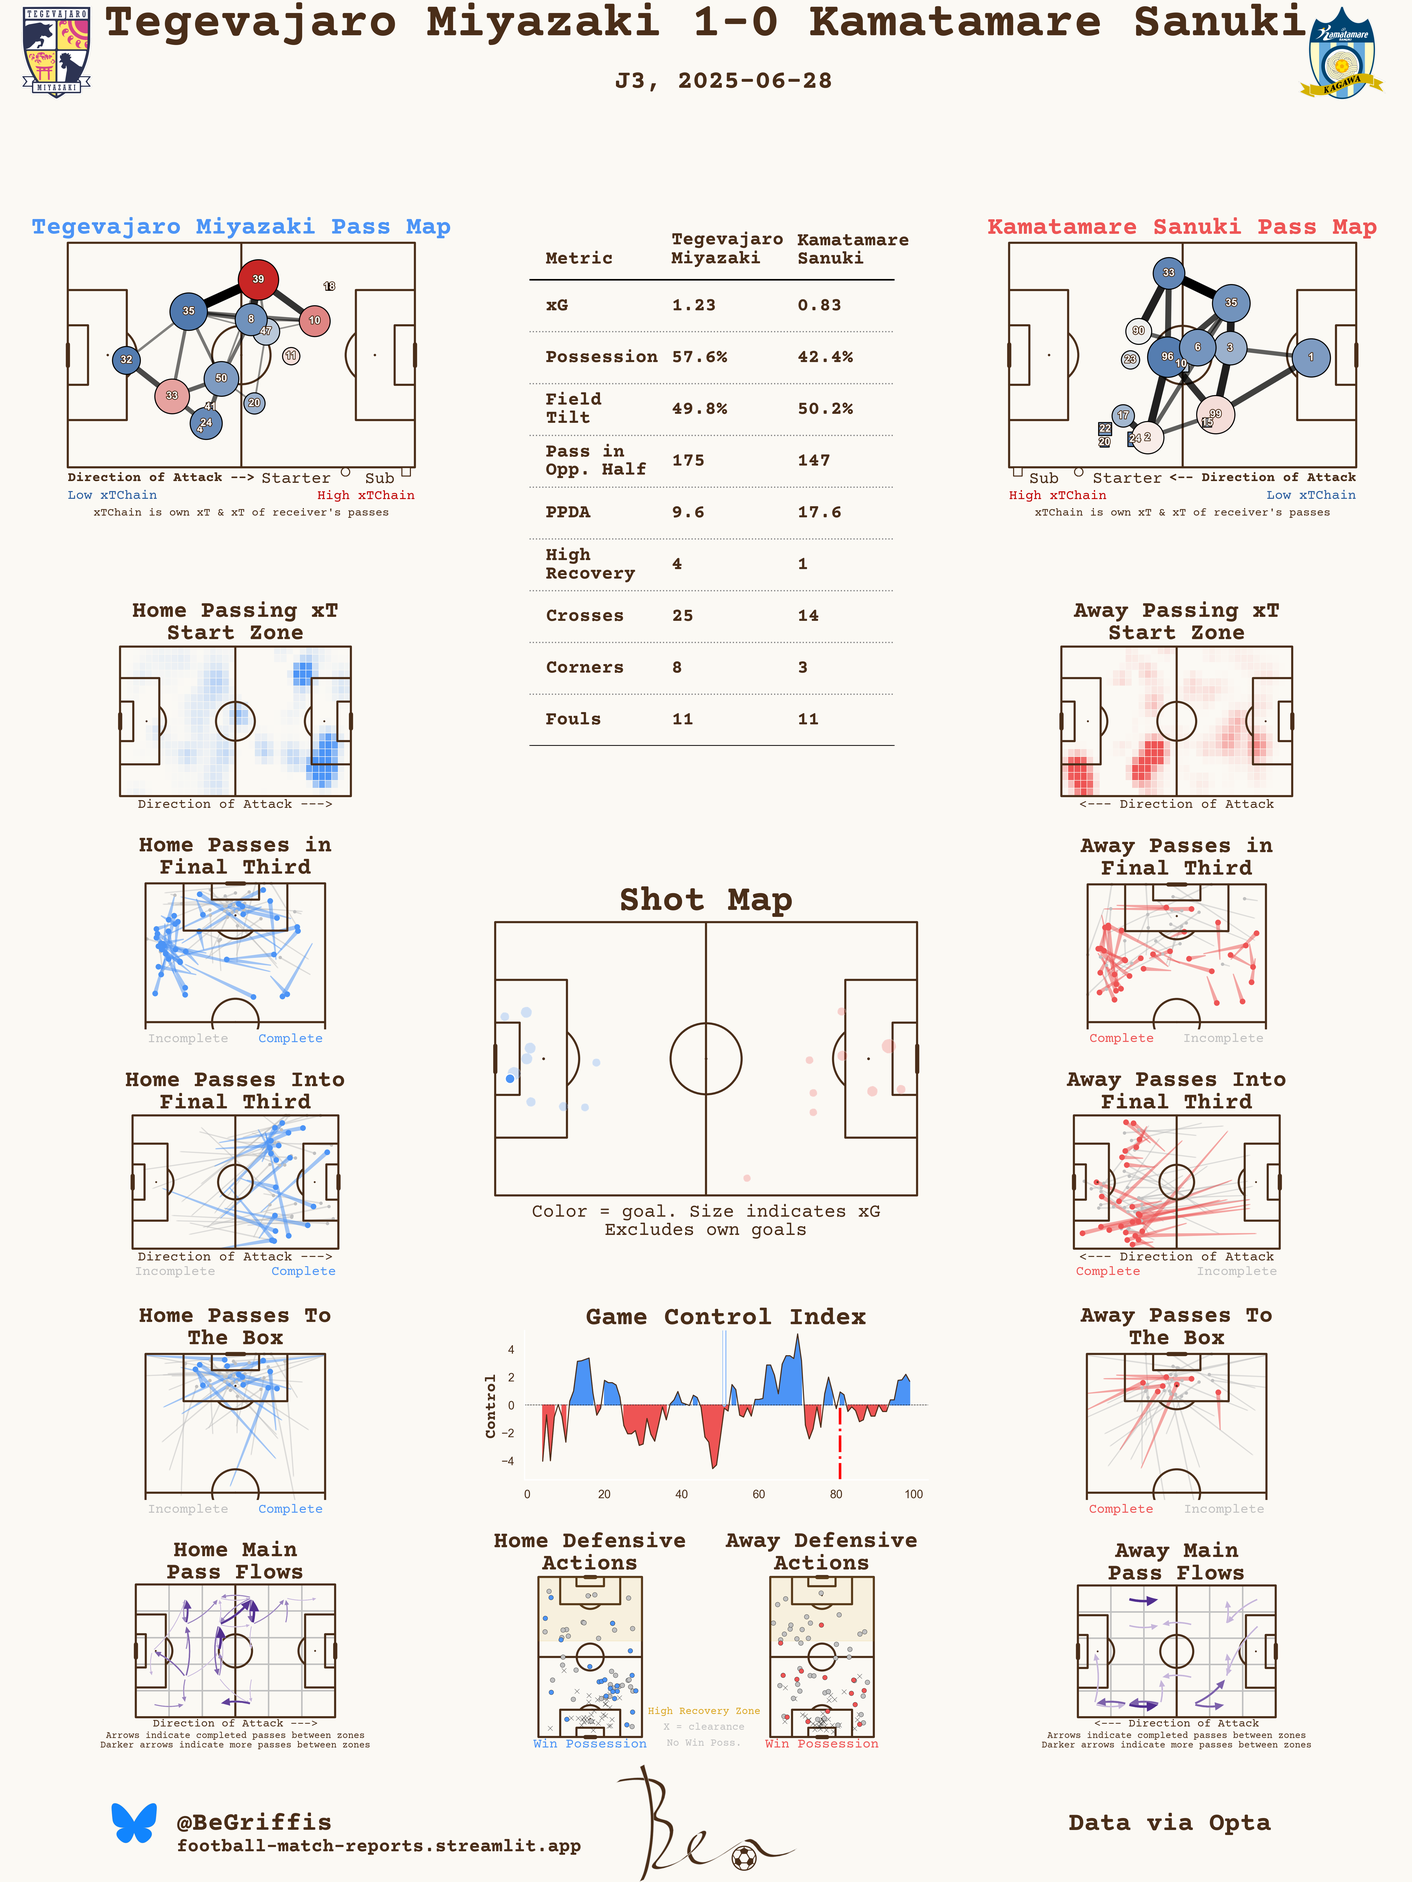 Tegevajaro Miyazaki 1-0 Kamatamare Sanuki
J3, 2025-06-28
TEGEVAJARO
MIYAZAKI
Kamatamare
SANUKI
KAGAWA
Tegevajaro Miyazaki Pass Map
39
18
35
8
47
10
32
11
50
33
41
20
24
4
Direction of Attack --> Starter Sub
Low xTChain High xTChain
xTChain is own xT & xT of receiver's passes
Metric Tegevajaro Miyazaki Kamatamare Sanuki
xG 1.23 0.83
Possession 57.6% 42.4%
Field Tilt 49.8% 50.2%
Pass in Opp. Half 175 147
PPDA 9.6 17.6
High Recovery 4 1
Crosses 25 14
Corners 8 3
Fouls 11 11
Kamatamare Sanuki Pass Map
33
35
90
6
3
23
96
10
1
17
99
15
22
20
24
2
Sub Starter <-- Direction of Attack
High xTChain Low xTChain
xTChain is own xT & xT of receiver's passes
Home Passing xT
Start Zone
Direction of Attack --->
Away Passing xT
Start Zone
<--- Direction of Attack
Home Passes in
Final Third
Incomplete Complete
Away Passes in
Final Third
Complete Incomplete
Shot Map
Color = goal. Size indicates xG
Excludes own goals
Home Passes Into
Final Third
Direction of Attack --->
Incomplete Complete
Away Passes Into
Final Third
<--- Direction of Attack
Complete Incomplete
Home Passes To
The Box
Incomplete Complete
Game Control Index
Control
4
2
0
−2
−4
0 20 40 60 80 100
Away Passes To
The Box
Complete Incomplete
Home Main
Pass Flows
Direction of Attack --->
Arrows indicate completed passes between zones
Darker arrows indicate more passes between zones
Home Defensive
Actions
Win Possession
High Recovery Zone
X = clearance
No Win Poss.
Away Defensive
Actions
Win Possession
Away Main
Pass Flows
<--- Direction of Attack
Arrows indicate completed passes between zones
Darker arrows indicate more passes between zones
@BeGriffis
football-match-reports.streamlit.app
Ben
Data via Opta